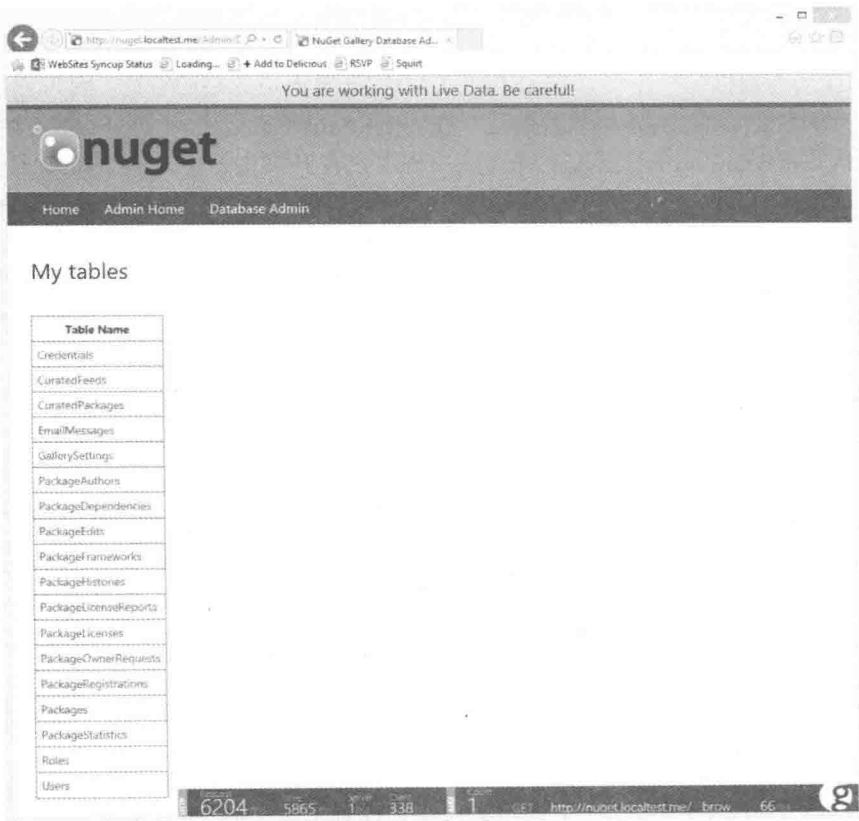 http://nuget.localtest.me/Admin/ NuGet Gallery Database Ad...
WebSites Syncup Status Loading... + Add to Delicious RSVP Squirt
You are working with Live Data. Be careful!
nuget
Home Admin Home Database Admin
My tables
Table Name
Credentials
CuratedFeeds
CuratedPackages
EmailMessages
GallerySettings
PackageAuthors
PackageDependencies
PackageEdits
PackageFrameworks
PackageHistories
PackageLicenseReports
PackageLicenses
PackageOwnerRequests
PackageRegistrations
Packages
PackageStatistics
Roles
Users
6204 5865 1 338 1 GET http://nuget.localtest.me/ brow 66 g